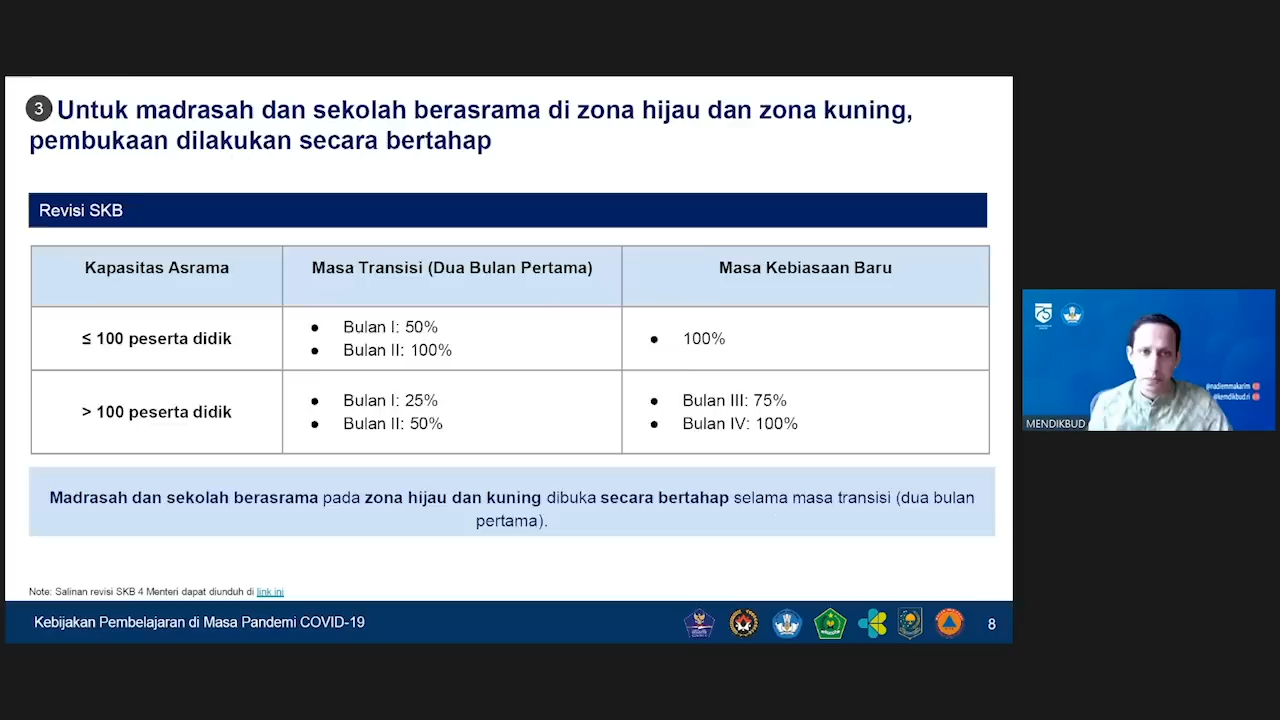 3 Untuk madrasah dan sekolah berasrama di zona hijau dan zona kuning,
pembukaan dilakukan secara bertahap
Revisi SKB
Kapasitas Asrama
Masa Transisi (Dua Bulan Pertama)
Masa Kebiasaan Baru
≤ 100 peserta didik
• Bulan I: 50%
• Bulan II: 100%
• 100%
> 100 peserta didik
• Bulan I: 25%
• Bulan II: 50%
• Bulan III: 75%
• Bulan IV: 100%
Madrasah dan sekolah berasrama pada zona hijau dan kuning dibuka secara bertahap selama masa transisi (dua bulan
pertama).
Note: Salinan revisi SKB 4 Menteri dapat diunduh di link ini
Kebijakan Pembelajaran di Masa Pandemi COVID-19
8
75
@nadiemmakarim
@kemdikbud.ri
MENDIKBUD